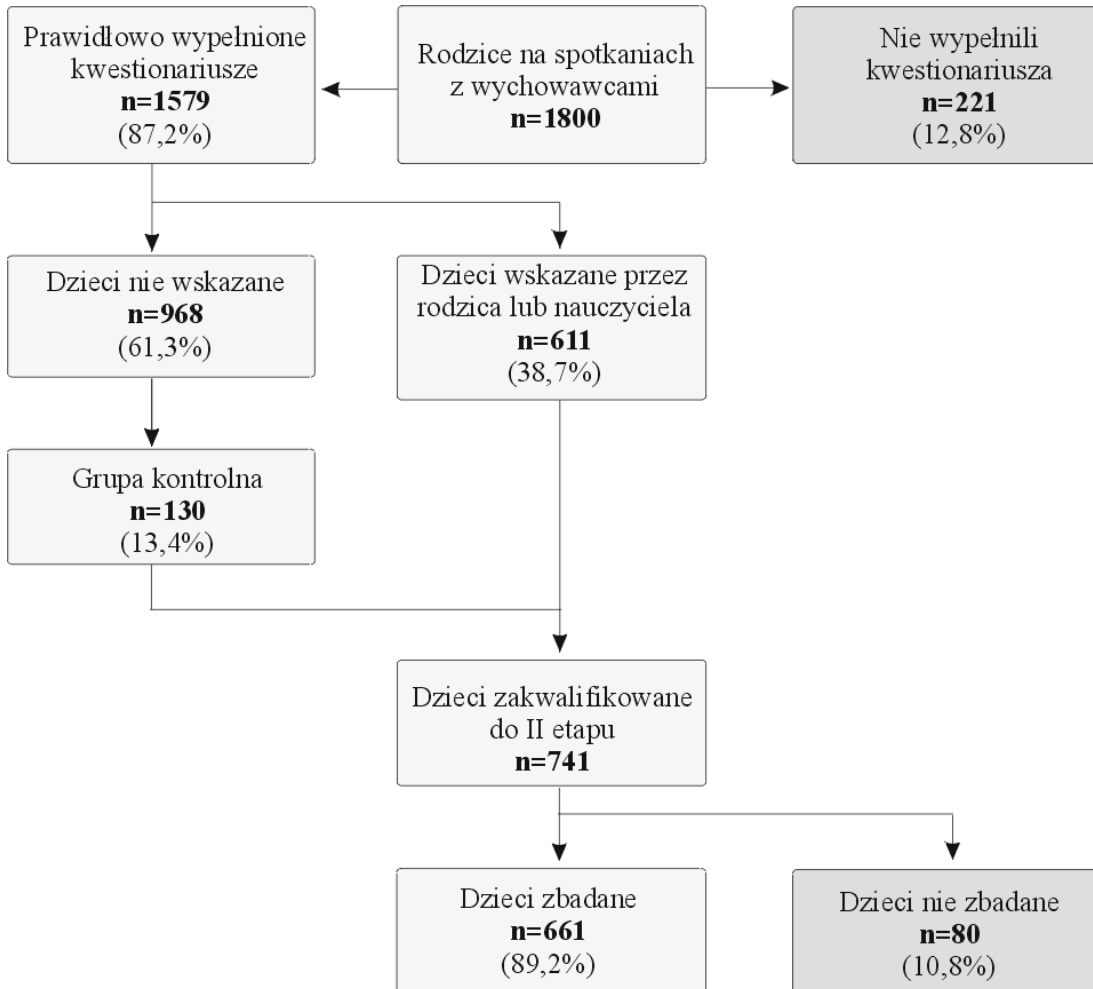 Prawidłowo wypełnione
kwestionariusze
n=1579
(87,2%)
Rodzice na spotkaniach
z wychowawcami
n=1800
Nie wypełnili
kwestionariusza
n=221
(12,8%)
Dzieci nie wskazane
n=968
(61,3%)
Dzieci wskazane przez
rodzica lub nauczyciela
n=611
(38,7%)
Grupa kontrolna
n=130
(13,4%)
Dzieci zakwalifikowane
do II etapu
n=741
Dzieci zbadane
n=661
(89,2%)
Dzieci nie zbadane
n=80
(10,8%)